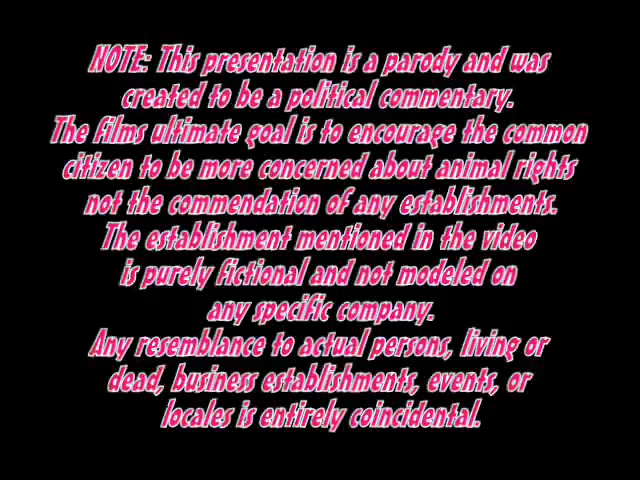 NOTE: This presentation is a parody and was
created to be a political commentary.
The films ultimate goal is to encourage the common
citizen to be more concerned about animal rights
not the commendation of any establishments.
The establishment mentioned in the video
is purely fictional and not modeled on
any specific company.
Any resemblance to actual persons, living or
dead, business establishments, events, or
locales is entirely coincidental.